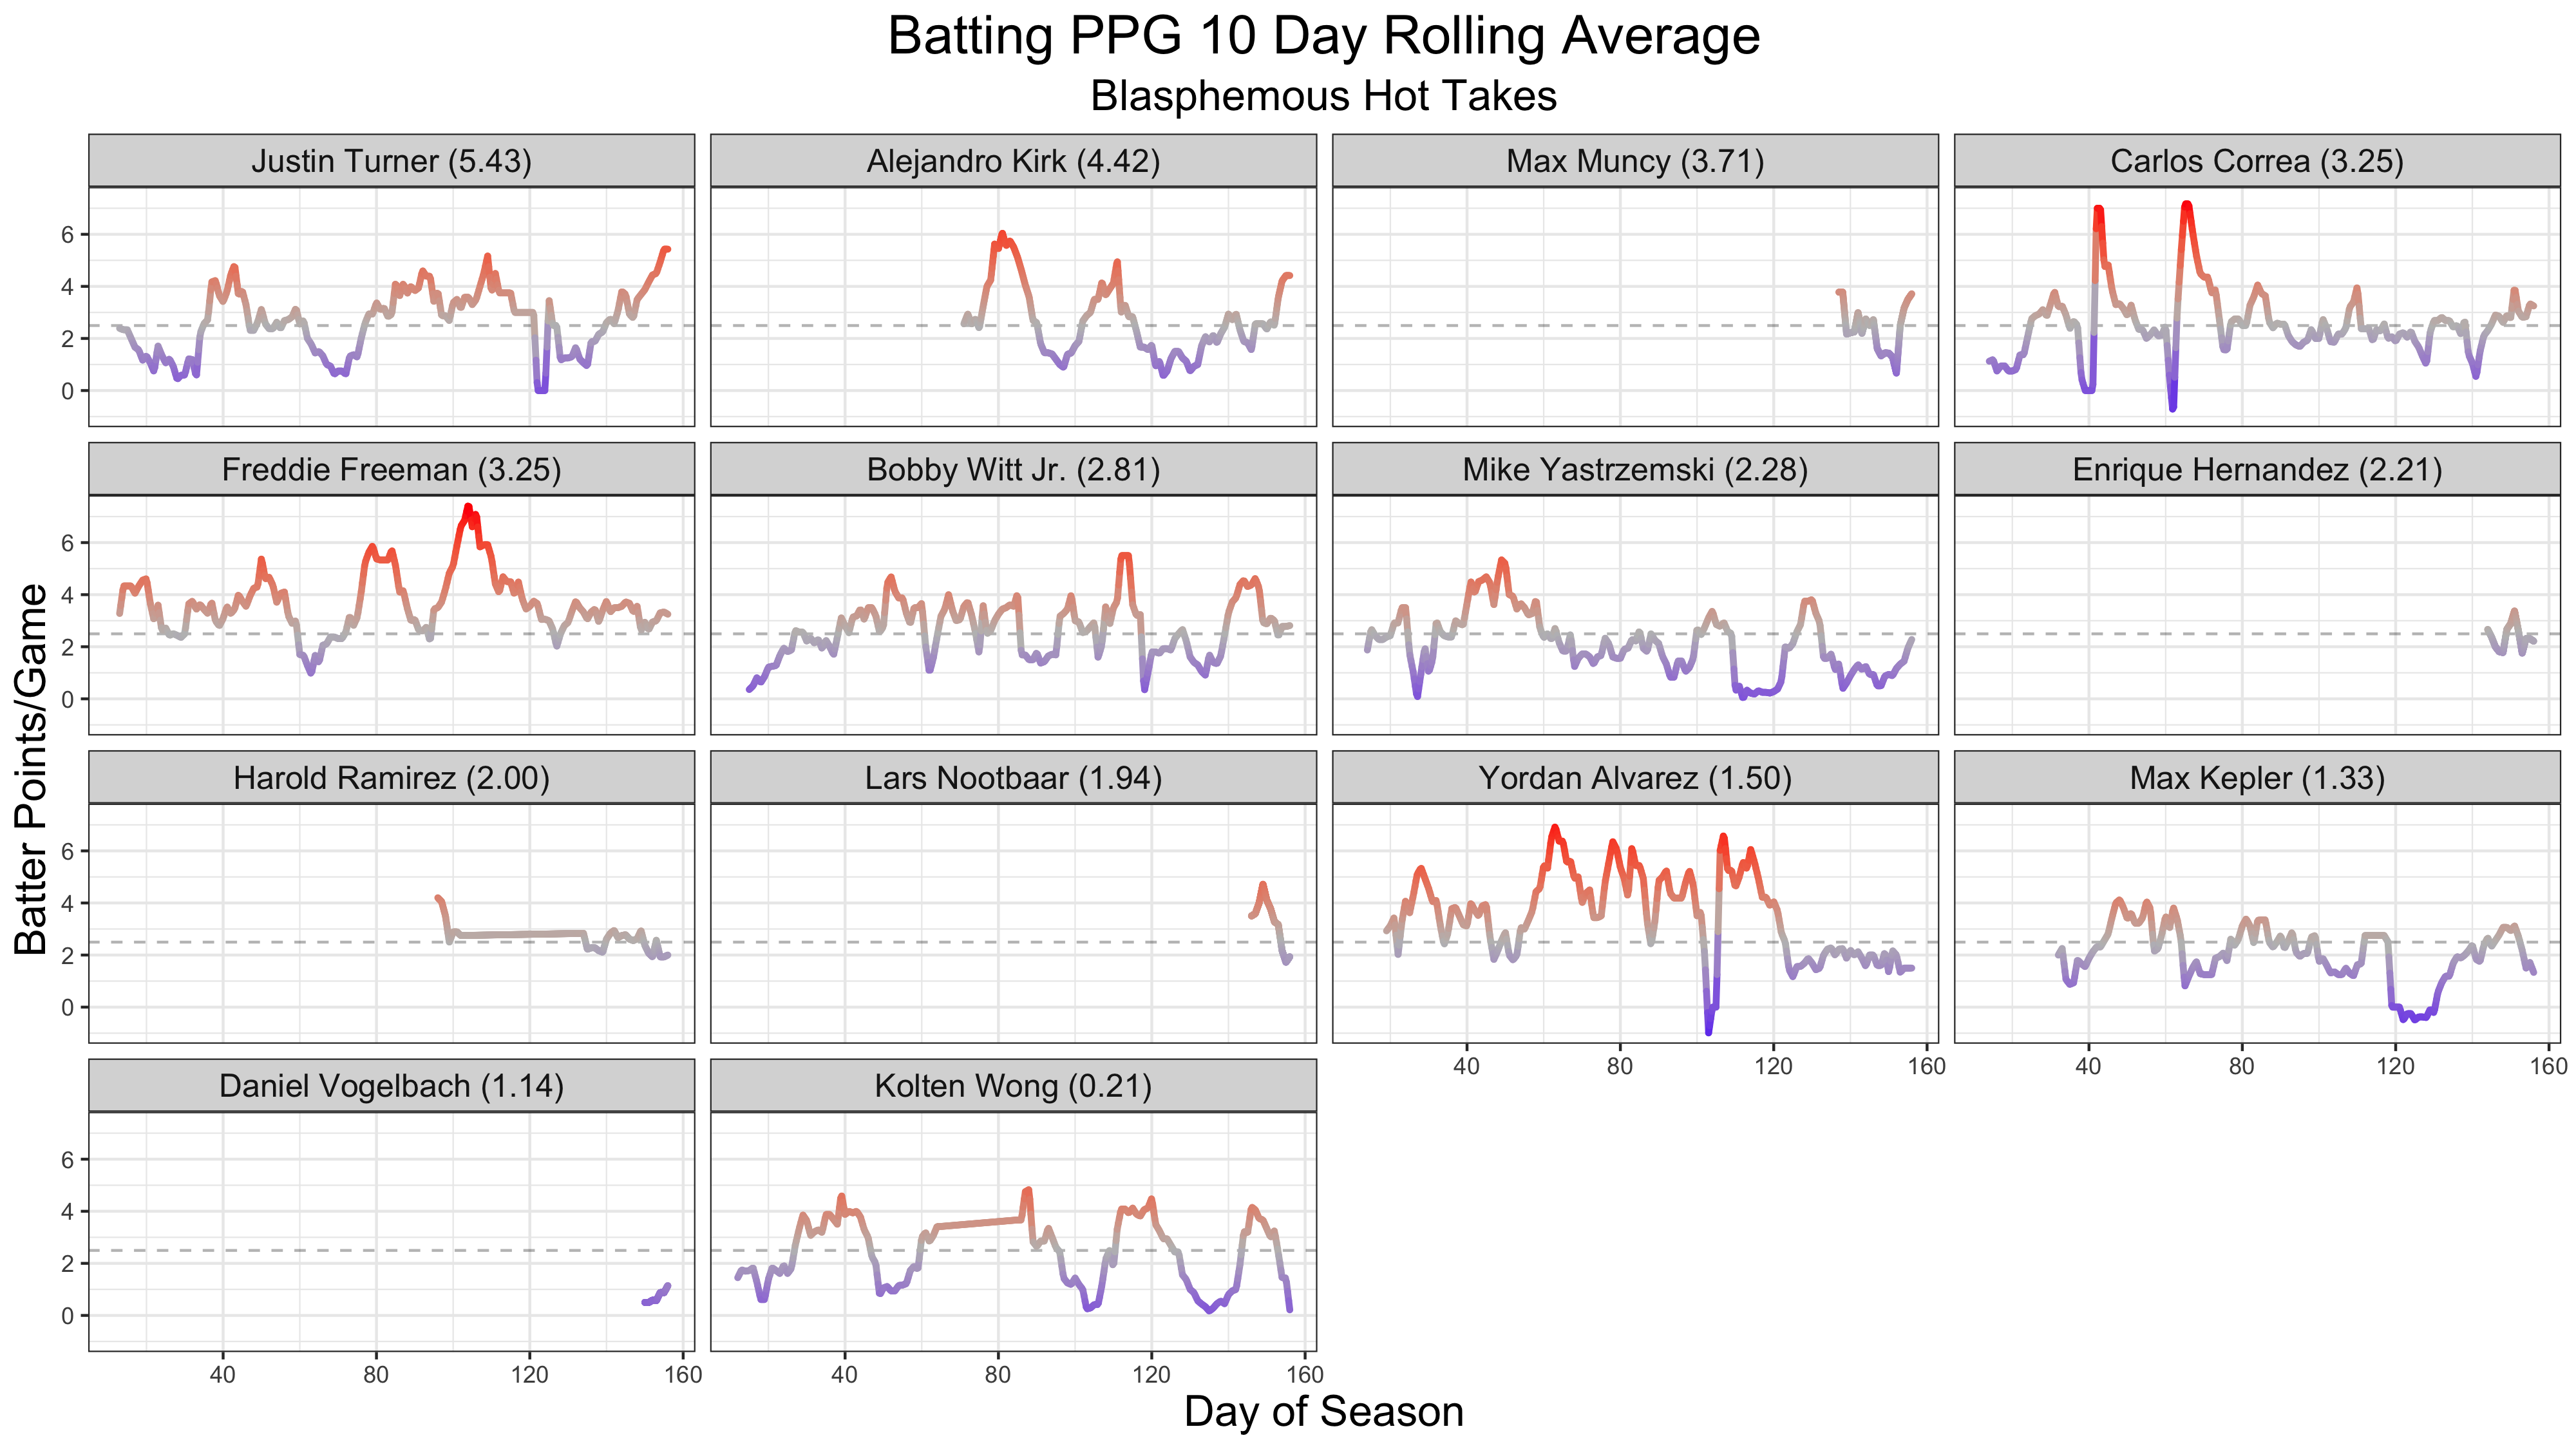 Batting PPG 10 Day Rolling Average
Blasphemous Hot Takes
Justin Turner (5.43)
Alejandro Kirk (4.42)
Max Muncy (3.71)
Carlos Correa (3.25)
6
4
2
0
Freddie Freeman (3.25)
Bobby Witt Jr. (2.81)
Mike Yastrzemski (2.28)
Enrique Hernandez (2.21)
6
4
2
0
Batter Points/Game
Harold Ramirez (2.00)
Lars Nootbaar (1.94)
Yordan Alvarez (1.50)
Max Kepler (1.33)
6
4
2
0
40 80 120 160
40 80 120 160
Daniel Vogelbach (1.14)
Kolten Wong (0.21)
6
4
2
0
40 80 120 160
40 80 120 160
Day of Season